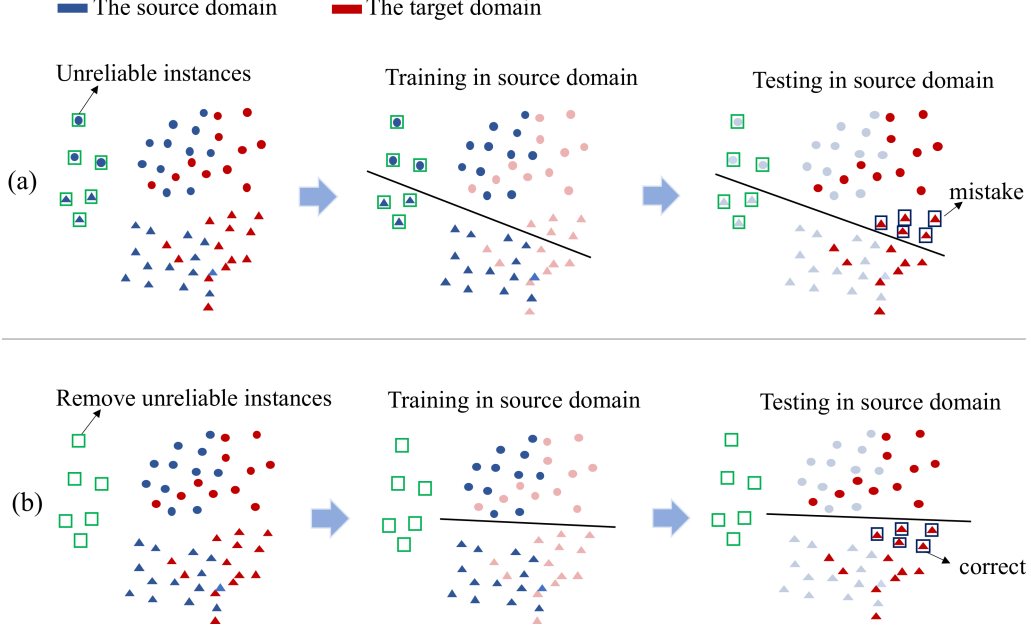 The source domain
The target domain
Unreliable instances
Training in source domain
Testing in source domain
(a)
mistake
Remove unreliable instances
Training in source domain
Testing in source domain
(b)
correct